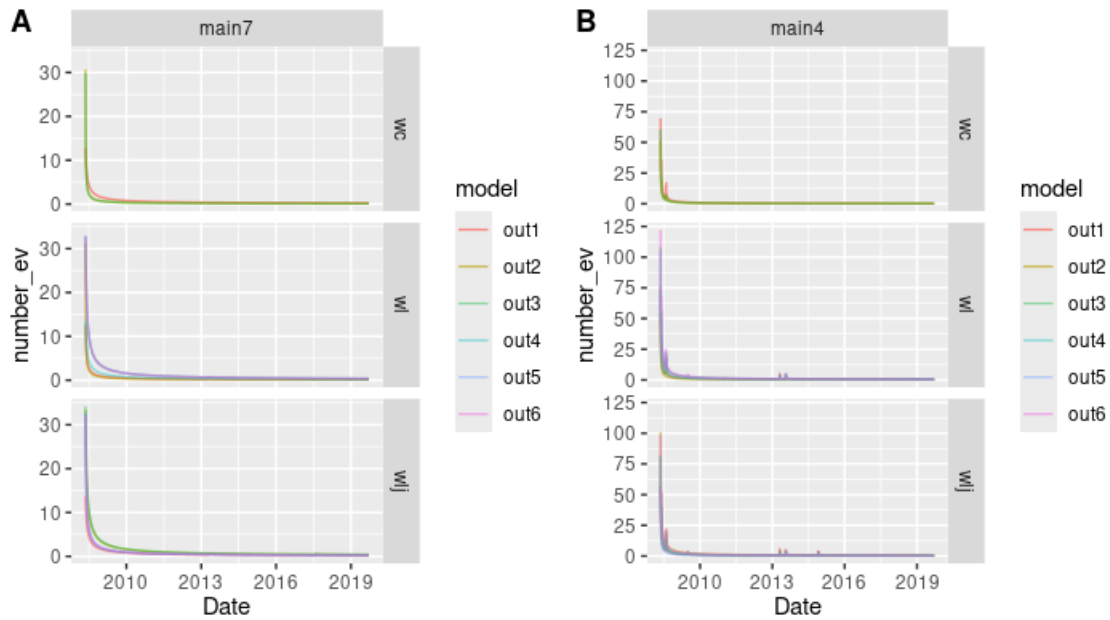 A
main7
number_ev
30
20
10
0
wc
30
20
10
0
wl
30
20
10
0
wlj
2010 2013 2016 2019
Date
model
out1
out2
out3
out4
out5
out6
B
main4
number_ev
125
100
75
50
25
0
wc
125
100
75
50
25
0
wl
125
100
75
50
25
0
wlj
2010 2013 2016 2019
Date
model
out1
out2
out3
out4
out5
out6